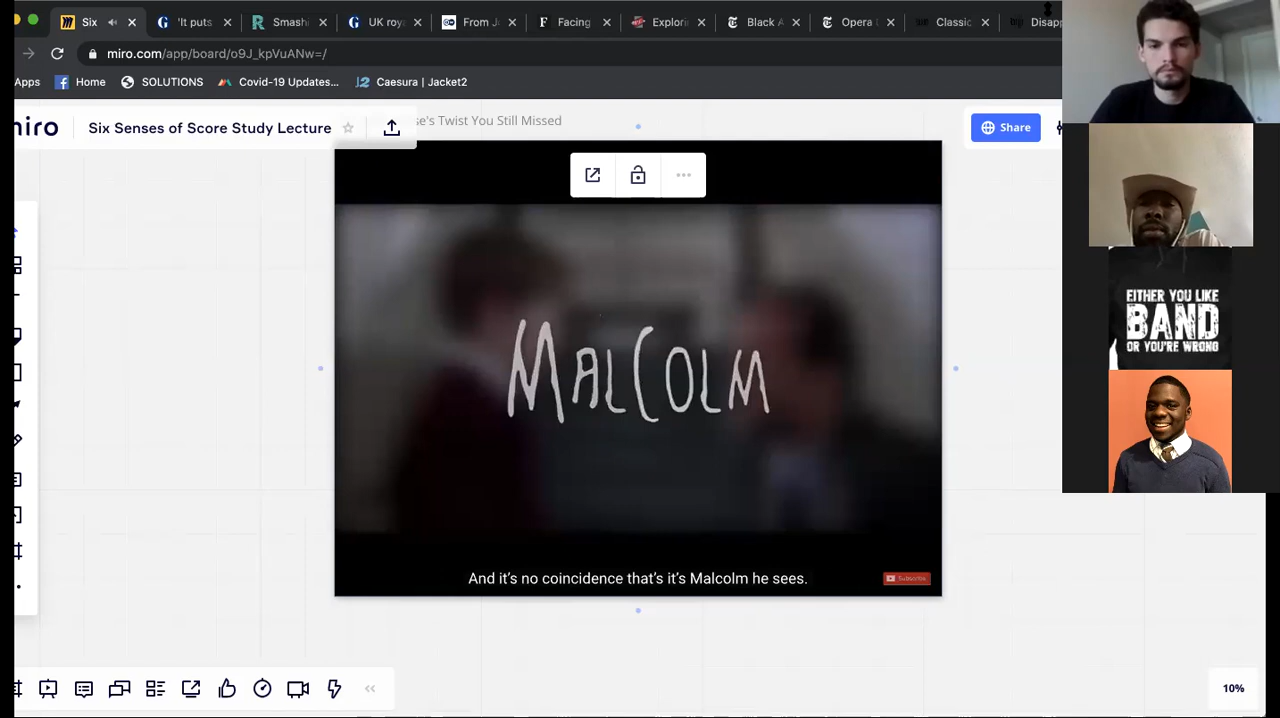 Six
'It puts
Smashi
UK roy
From J
Facing
Explori
Black A
Opera
Classic
Disapp
miro.com/app/board/o9J_kpVuANw=/
Apps
Home
SOLUTIONS
Covid-19 Updates...
Caesura | Jacket2
miro
Six Senses of Score Study Lecture
se's Twist You Still Missed
Share
MALCOLM
And it's no coincidence that's it's Malcolm he sees.
Subscribe
10%
EITHER YOU LIKE
BAND
OR YOU'RE WRONG